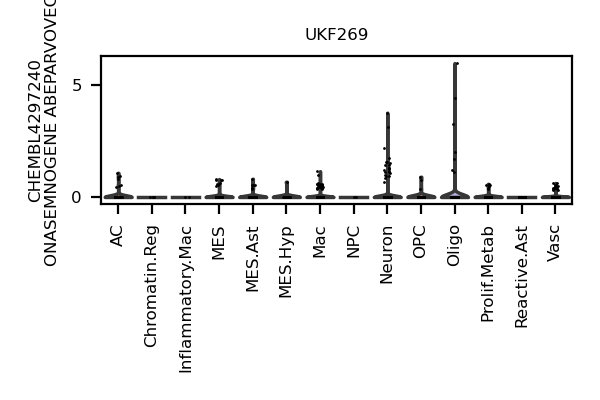 UKF269
CHEMBL4297240
ONASEMNOGENE ABEPARVOVEC
5
0
AC
Chromatin.Reg
Inflammatory.Mac
MES
MES.Ast
MES.Hyp
Mac
NPC
Neuron
OPC
Oligo
Prolif.Metab
Reactive.Ast
Vasc